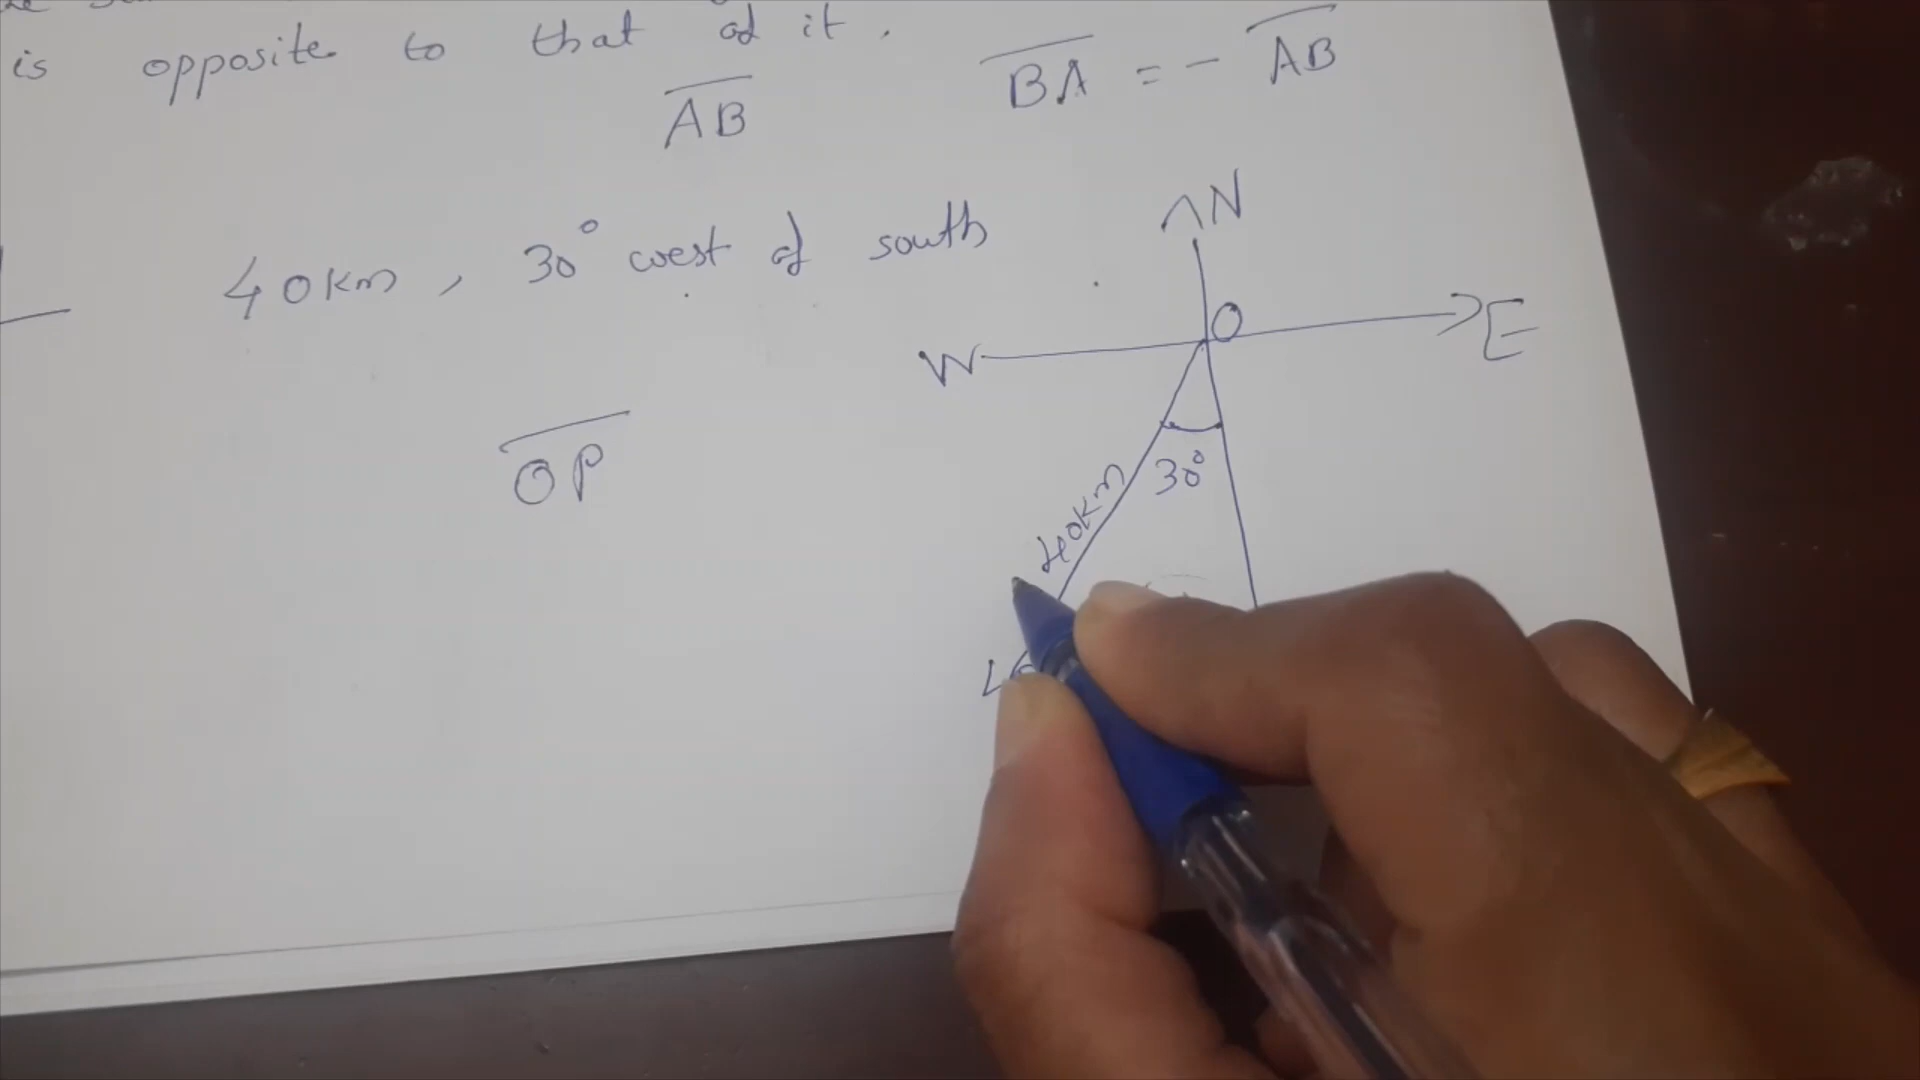 is opposite to that of it.
AB BA = - AB
40km, 30° west of south
N
O
W E
30°
40km
OP